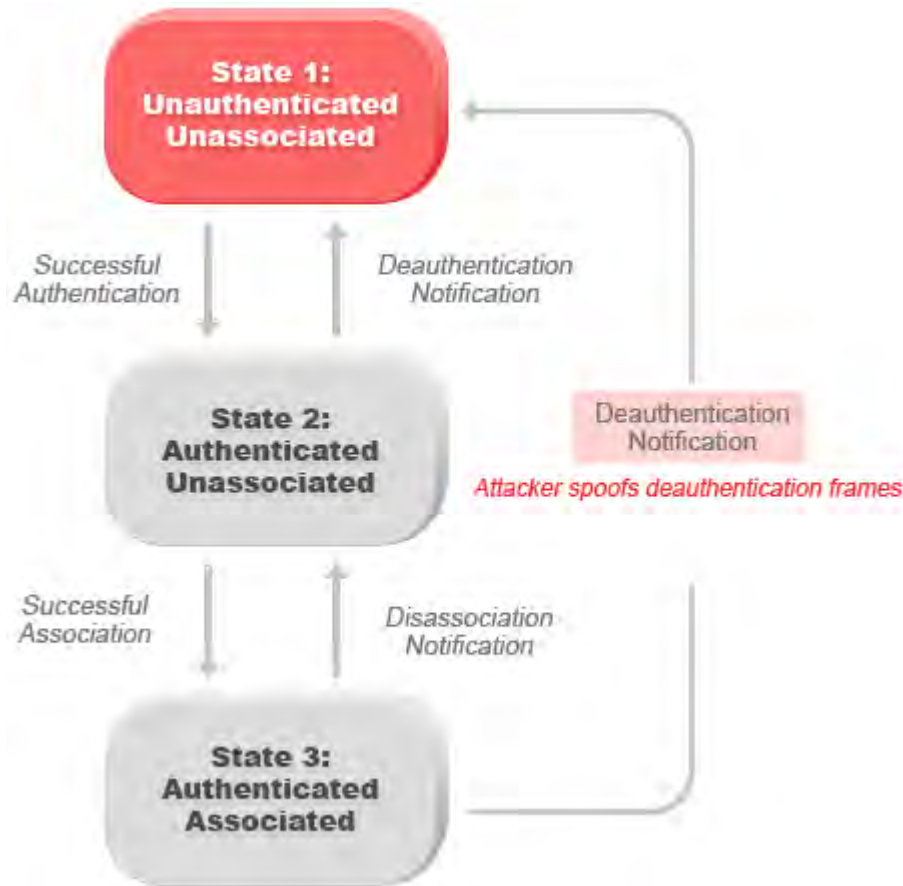 State 1:
Unauthenticated
Unassociated
Successful
Authentication
Deauthentication
Notification
State 2:
Authenticated
Unassociated
Deauthentication
Notification
Attacker spoofs deauthentication frames
Successful
Association
Disassociation
Notification
State 3:
Authenticated
Associated